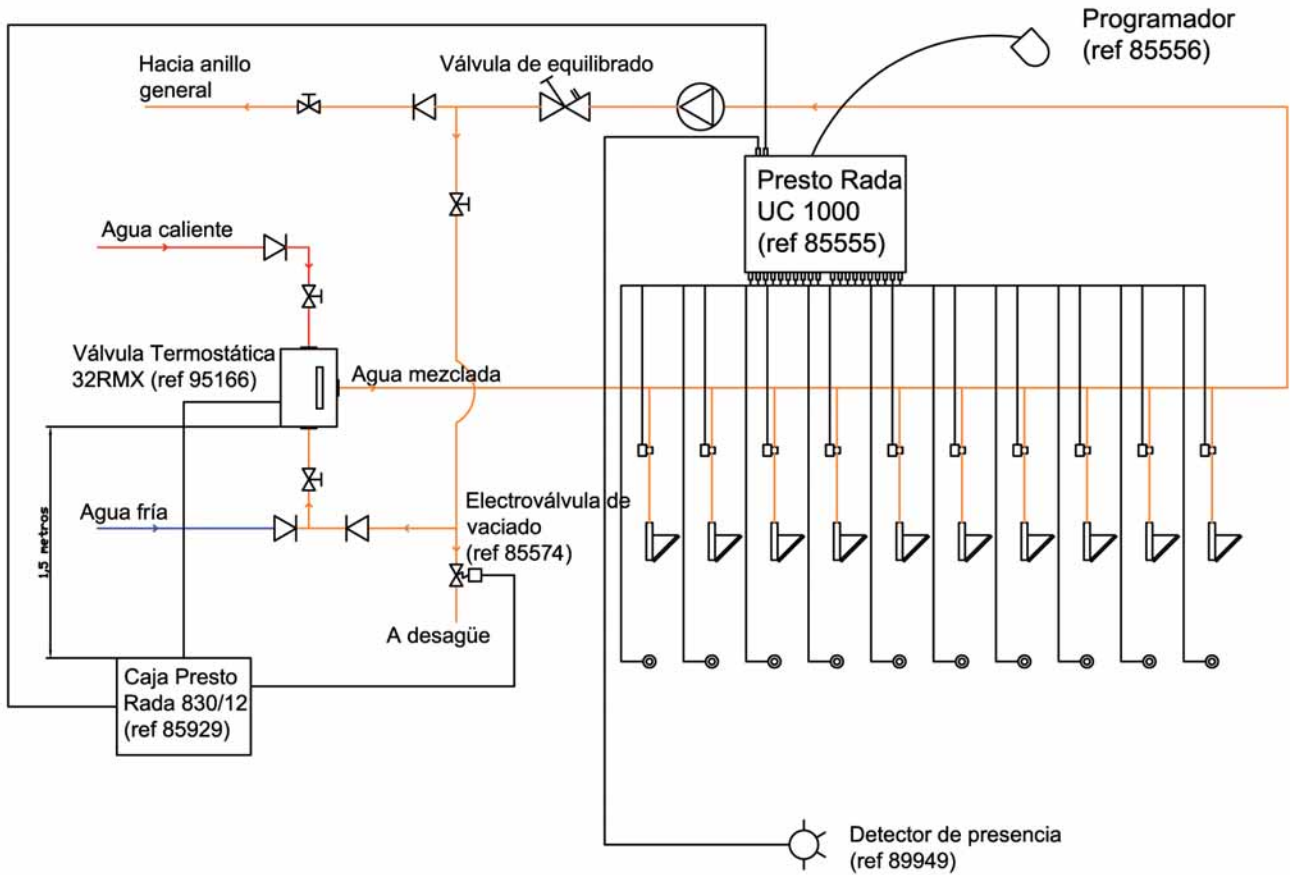 Programador
(ref 85556)
Hacia anillo
general
Válvula de equilibrado
Presto Rada
UC 1000
(ref 85555)
Agua caliente
Válvula Termostática
32RMX (ref 95166)
Agua mezclada
Agua fría
Electroválvula de
vaciado
(ref 85574)
1,5 metros
A desagüe
Caja Presto
Rada 830/12
(ref 85929)
Detector de presencia
(ref 89949)